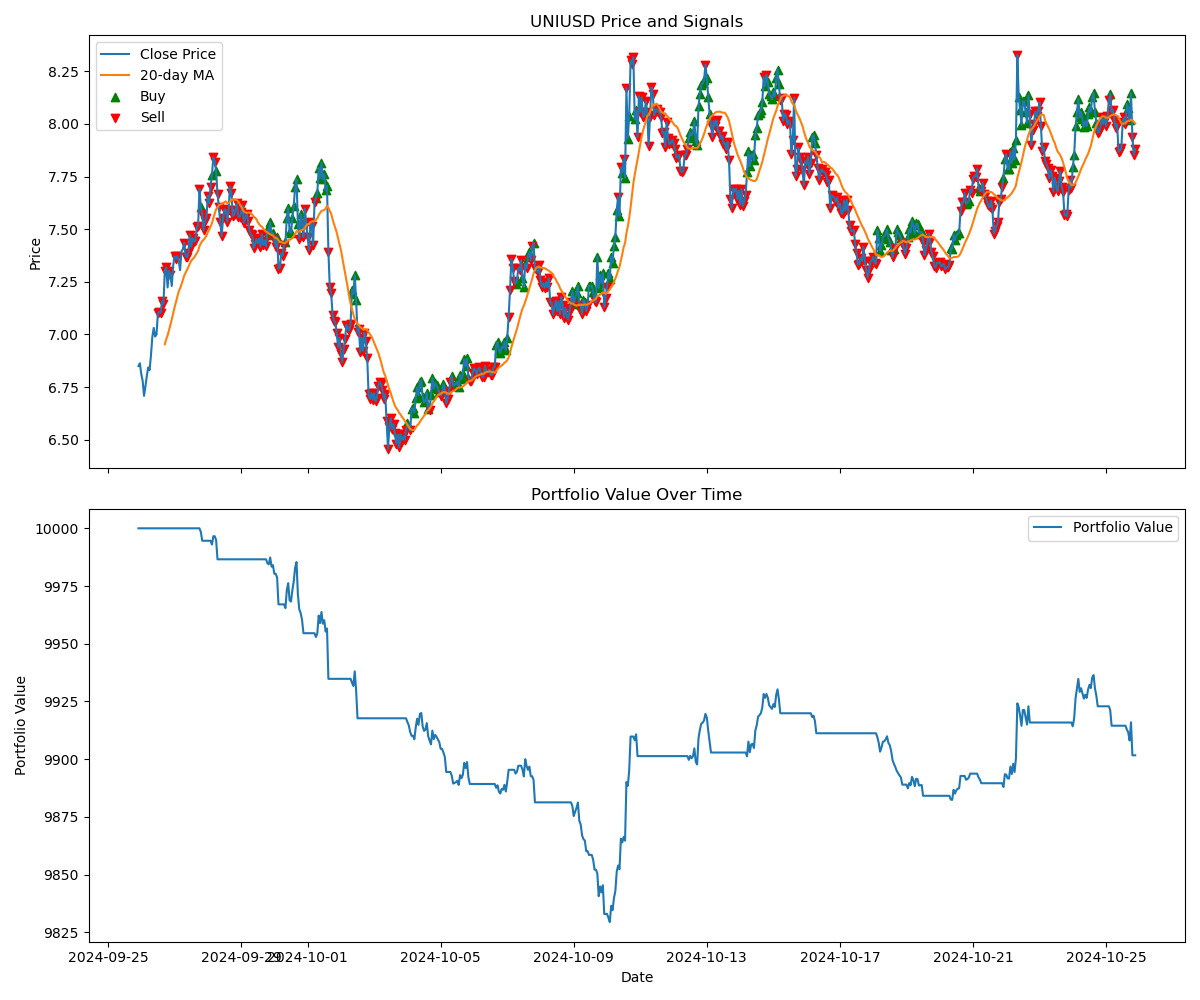 UNIUSD Price and Signals
Close Price
20-day MA
Buy
Sell
Price
8.25
8.00
7.75
7.50
7.25
7.00
6.75
6.50
Portfolio Value Over Time
Portfolio Value
Portfolio Value
10000
9975
9950
9925
9900
9875
9850
9825
2024-09-25
2024-09-29
2024-10-01
2024-10-05
2024-10-09
2024-10-13
2024-10-17
2024-10-21
2024-10-25
Date